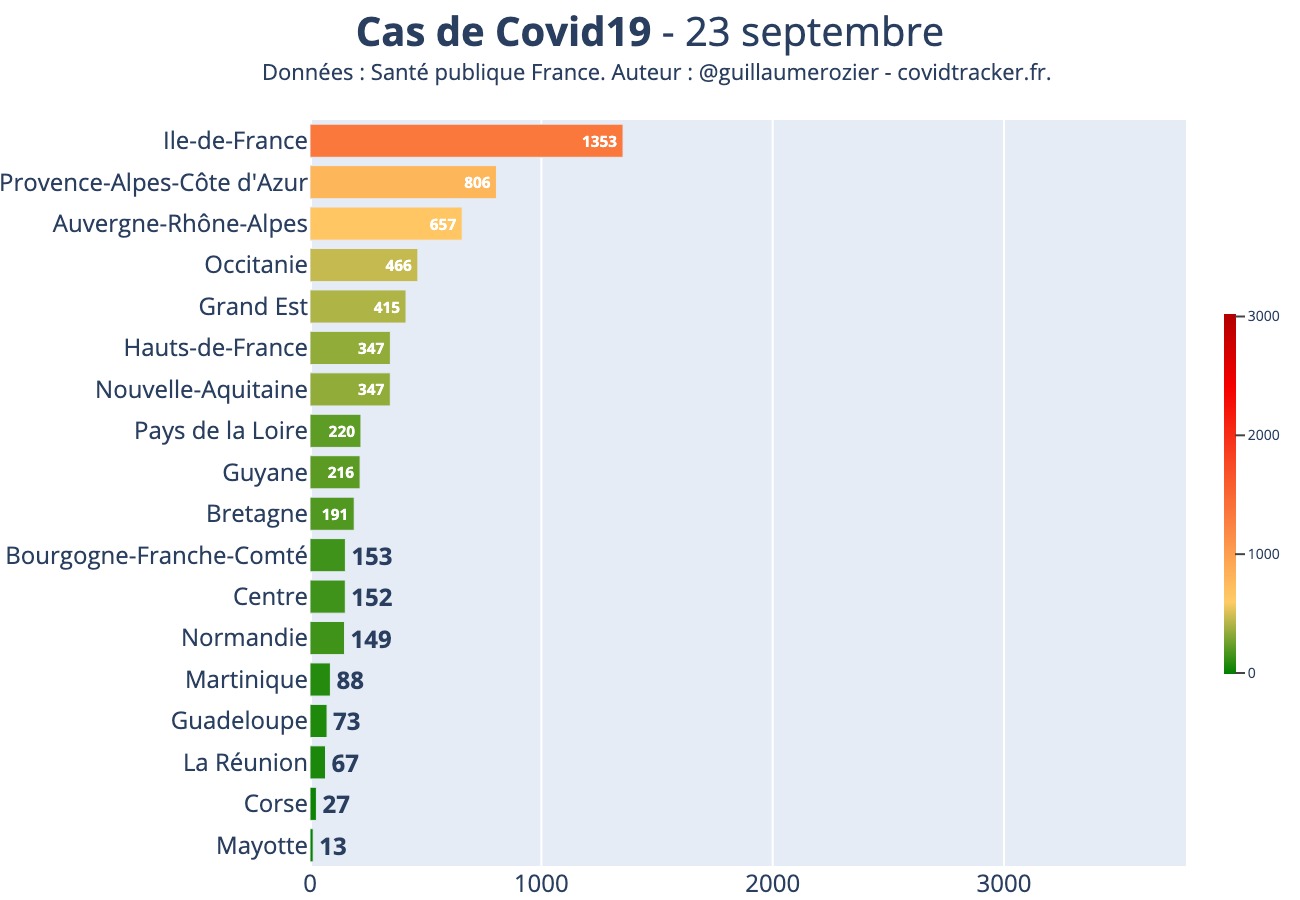 Cas de Covid19 - 23 septembre
Données : Santé publique France. Auteur : @guillaumerozier - covidtracker.fr.
Ile-de-France 1353
Provence-Alpes-Côte d'Azur 806
Auvergne-Rhône-Alpes 657
Occitanie 466
Grand Est 415
Hauts-de-France 347
Nouvelle-Aquitaine 347
Pays de la Loire 220
Guyane 216
Bretagne 191
Bourgogne-Franche-Comté 153
Centre 152
Normandie 149
Martinique 88
Guadeloupe 73
La Réunion 67
Corse 27
Mayotte 13
0 1000 2000 3000
3000
2000
1000
0